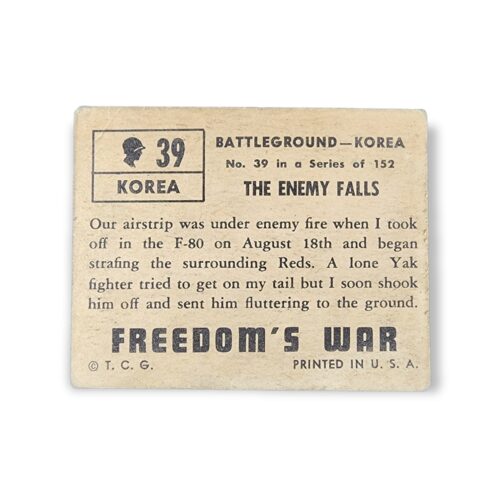 39
KOREA
BATTLEGROUND—KOREA
No. 39 in a Series of 152
THE ENEMY FALLS
Our airstrip was under enemy fire when I took
off in the F-80 on August 18th and began
strafing the surrounding Reds. A lone Yak
fighter tried to get on my tail but I soon shook
him off and sent him fluttering to the ground.
FREEDOM'S WAR
© T. C. G.
PRINTED IN U. S. A.